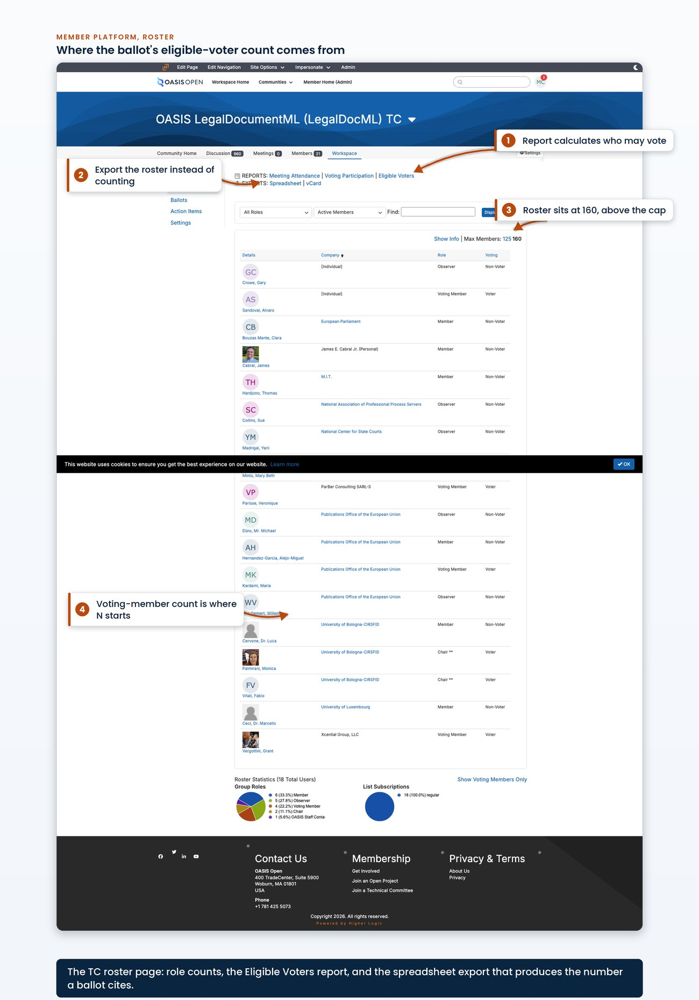 MEMBER PLATFORM, ROSTER
Where the ballot's eligible-voter count comes from
Edit Page Edit Navigation Site Options Impersonate Admin
OASIS OPEN Workspace Home Communities Member Home (Admin) MC 2
OASIS LegalDocumentML (LegalDocML) TC
1 Report calculates who may vote
Community Home Discussion 960 Meetings 0 Members 21 Workspace Settings
2 Export the roster instead of
counting
REPORTS: Meeting Attendance | Voting Participation | Eligible Voters
Spreadsheet | vCard
Ballots
Action Items
Settings
All Roles Active Members Find:
3 Roster sits at 160, above the cap
Show Info | Max Members: 125 160
Details Company Role Voting
GC [Individual] Observer Non-Voter
Crowe, Gary
AS [Individual] Voting Member Voter
Sandoval, Alvaro
CB European Parliament Member Non-Voter
Bouzas Mante, Clara
James E. Cabral Jr. (Personal) Member Non-Voter
Cabral, James
TH M.I.T. Member Non-Voter
Hardjono, Thomas
SC National Association of Professional Process Servers Observer Non-Voter
Collins, Sue
YM National Center for State Courts Observer Non-Voter
Madrigal, Yani
This website uses cookies to ensure you get the best experience on our website. Learn more OK
Minto, Mary Beth
VP ParBer Consulting SARL-S Voting Member Voter
Parisse, Veronique
MD Publications Office of the European Union Observer Non-Voter
Düro, Mr. Michael
AH Publications Office of the European Union Member Non-Voter
Hernandez-Garcia, Alejo-Miguel
MK Publications Office of the European Union Voting Member Voter
Kardami, Maria
4 Voting-member count is where
N starts
WV Publications Office of the European Union Observer Non-Voter
Gemert, Willem
University of Bologna-CIRSFID Member Non-Voter
Cervone, Dr. Luca
University of Bologna-CIRSFID Chair ** Voter
Palmirani, Monica
FV University of Bologna-CIRSFID Chair ** Voter
Vitali, Fabio
University of Luxembourg Member Non-Voter
Ceci, Dr. Marcello
Xcential Group, LLC Voting Member Voter
Vergottini, Grant
Roster Statistics (18 Total Users) Show Voting Members Only
Group Roles
6 (33.3%) Member
5 (27.8%) Observer
4 (22.2%) Voting Member
2 (11.1%) Chair
1 (5.6%) OASIS Staff Conta
List Subscriptions
18 (100.0%) regular
Contact Us
OASIS Open
400 TradeCenter, Suite 5900
Woburn, MA 01801
USA
Phone
+1 781 425 5073
Membership
Get Involved
Join an Open Project
Join a Technical Committee
Privacy & Terms
About Us
Privacy
Copyright 2026. All rights reserved.
Powered by Higher Logic
The TC roster page: role counts, the Eligible Voters report, and the spreadsheet export that produces the number
a ballot cites.